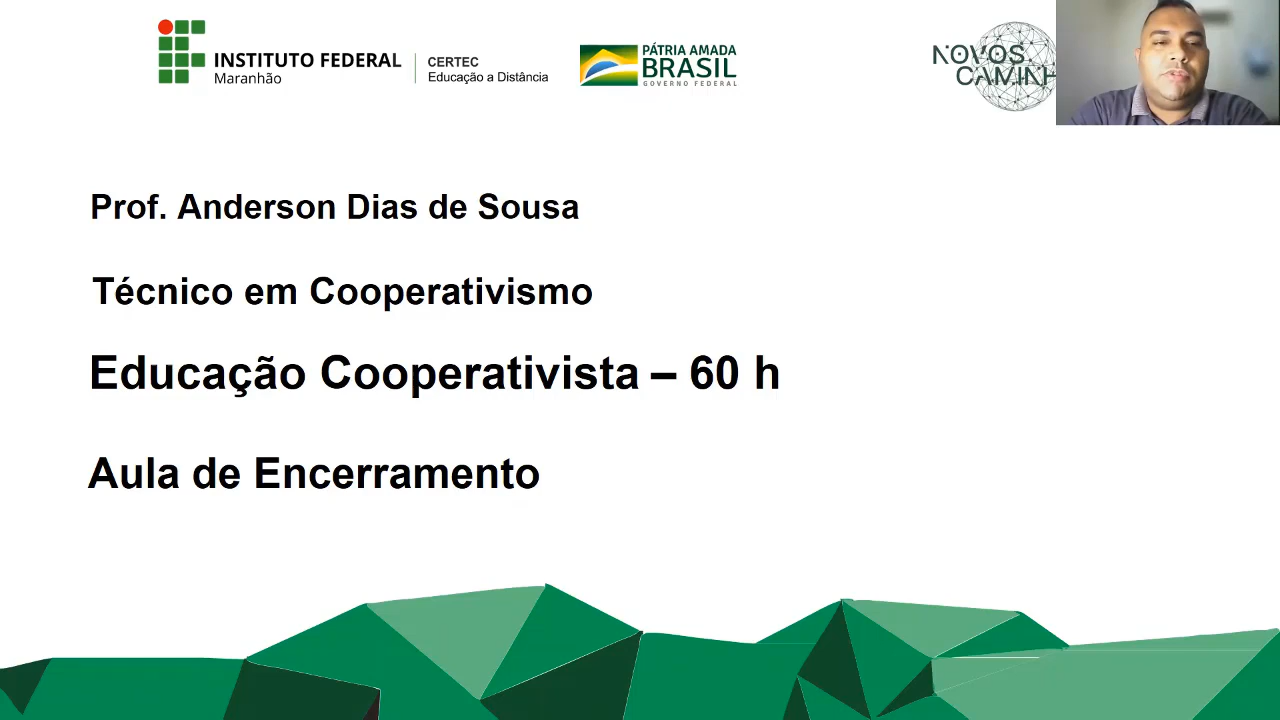 INSTITUTO FEDERAL
Maranhão
CERTEC
Educação a Distância
PÁTRIA AMADA
BRASIL
GOVERNO FEDERAL
NOVOS
Prof. Anderson Dias de Sousa
Técnico em Cooperativismo
Educação Cooperativista – 60 h
Aula de Encerramento